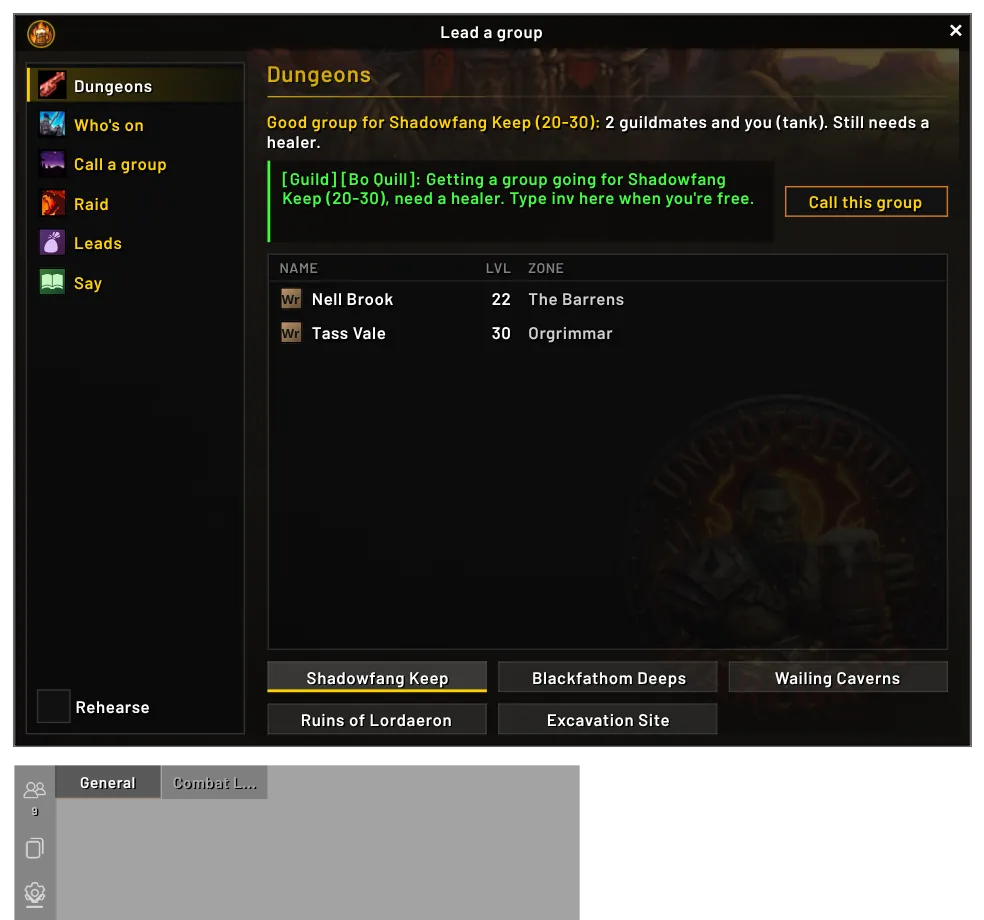 Lead a group
Dungeons
Who's on
Call a group
Raid
Leads
Say
Rehearse
Dungeons
Good group for Shadowfang Keep (20-30): 2 guildmates and you (tank). Still needs a
healer.
[Guild] [Bo Quill]: Getting a group going for Shadowfang
Keep (20-30), need a healer. Type inv here when you're free.
Call this group
NAME LVL ZONE
Wr Nell Brook 22 The Barrens
Wr Tass Vale 30 Orgrimmar
UNBOTHERED
Shadowfang Keep Blackfathom Deeps Wailing Caverns
Ruins of Lordaeron Excavation Site
General Combat L...
9